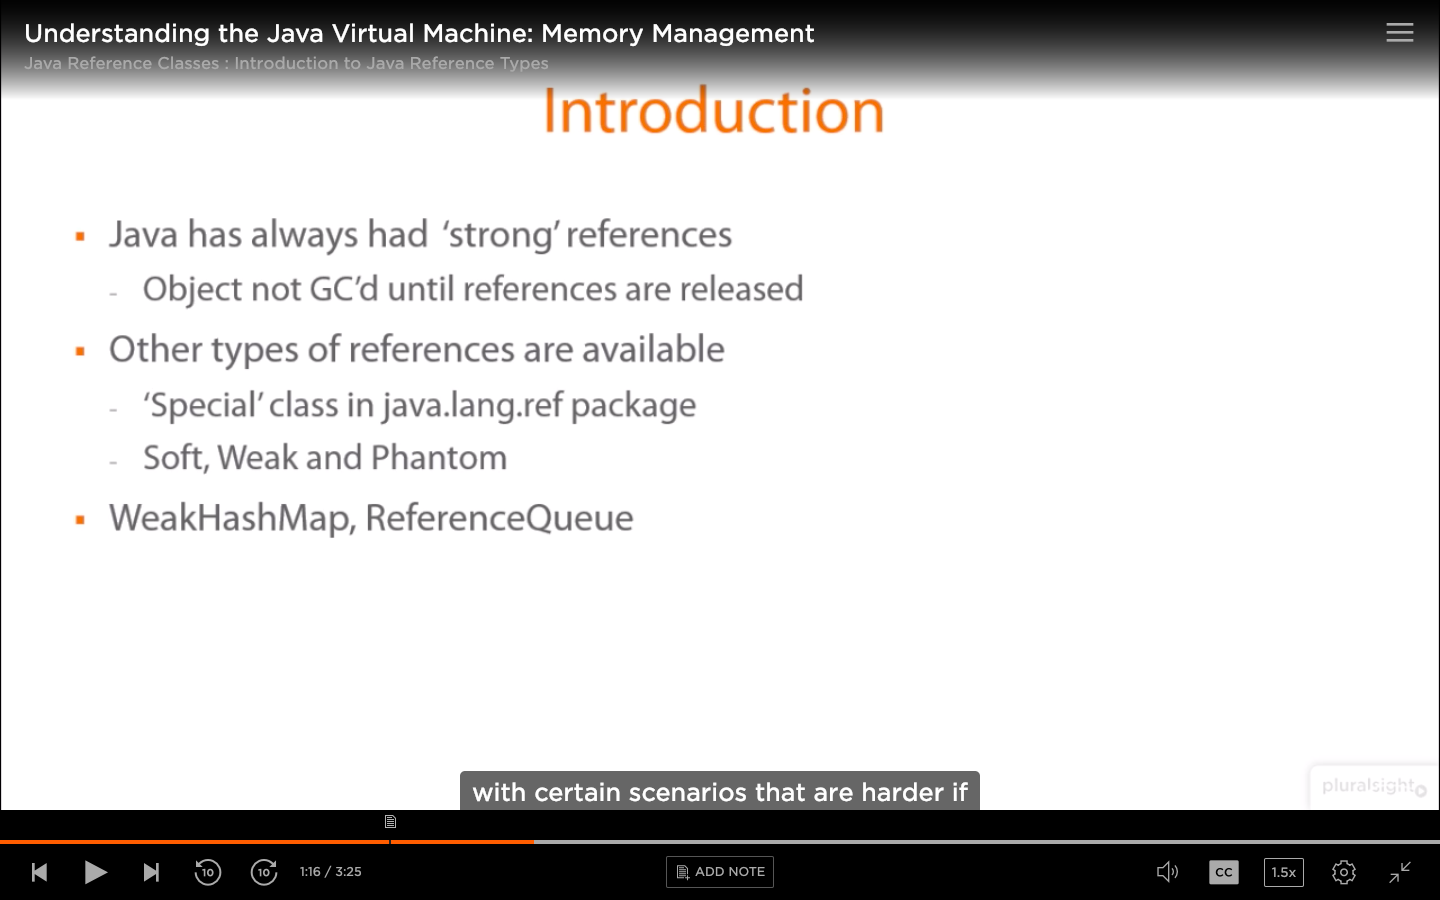 Understanding the Java Virtual Machine: Memory Management
Java Reference Classes : Introduction to Java Reference Types
Introduction
▪ Java has always had ‘strong’ references
- Object not GC’d until references are released
▪ Other types of references are available
- ‘Special’ class in java.lang.ref package
- Soft, Weak and Phantom
▪ WeakHashMap, ReferenceQueue
with certain scenarios that are harder if
pluralsight
10
10
1:16 / 3:25
ADD NOTE
CC
1.5x